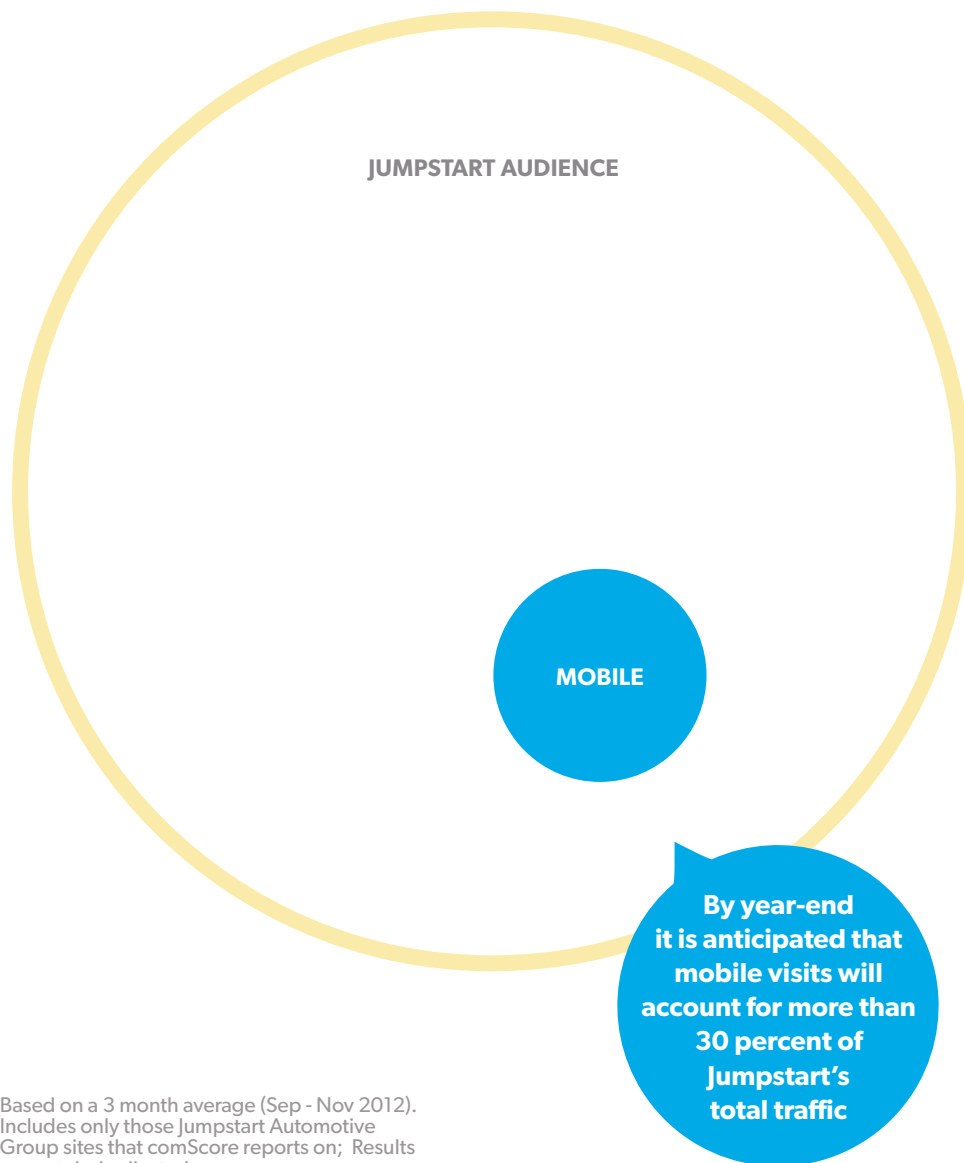 JUMPSTART AUDIENCE
MOBILE
By year-end
it is anticipated that
mobile visits will
account for more than
30 percent of
Jumpstart's
total traffic
Based on a 3 month average (Sep - Nov 2012).
Includes only those Jumpstart Automotive
Group sites that comScore reports on; Results